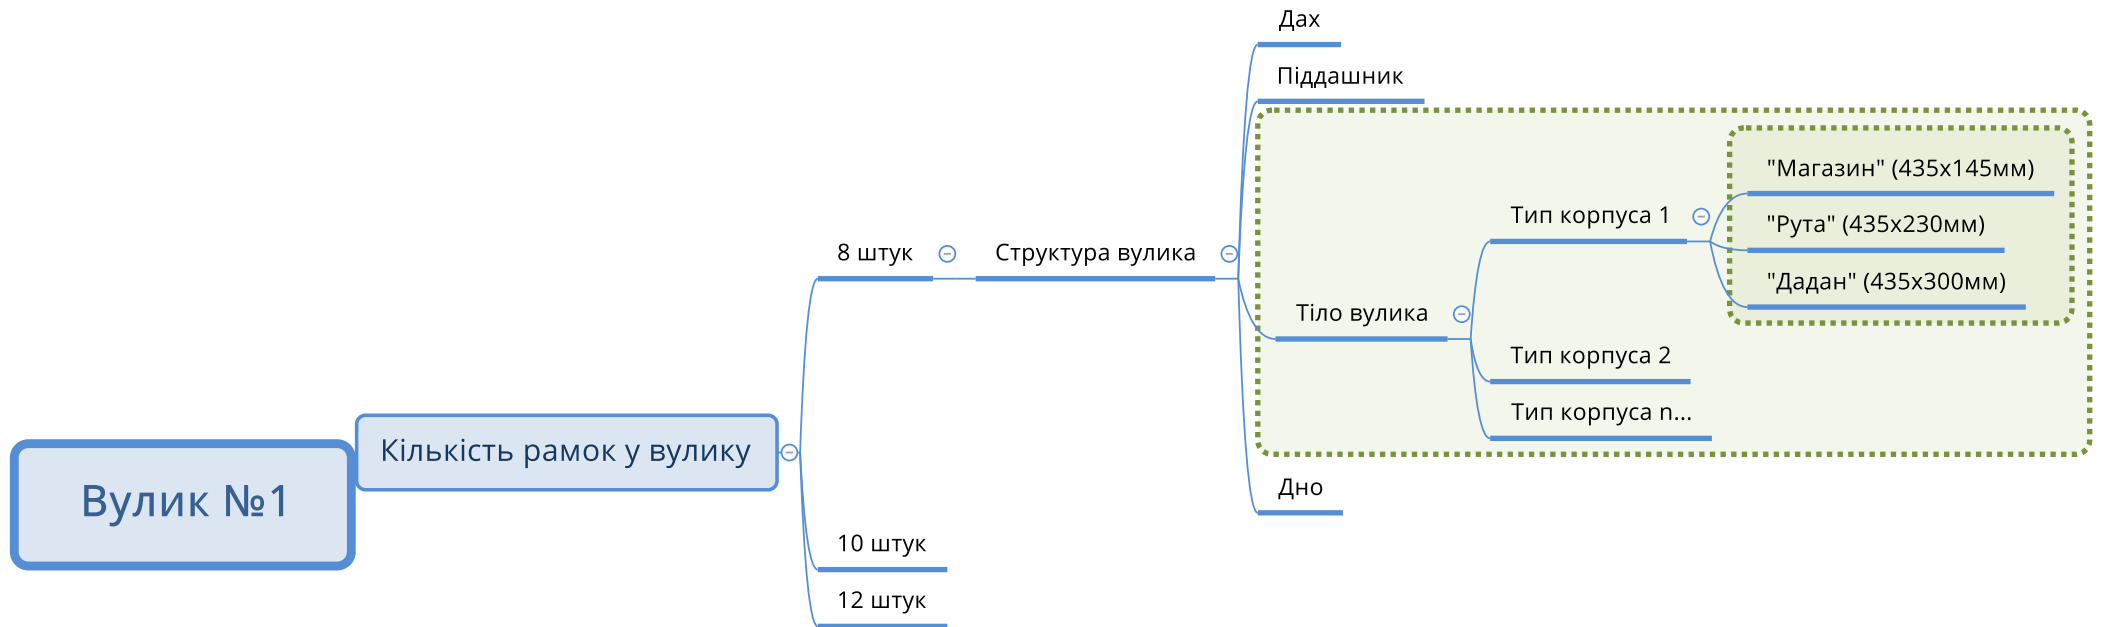 Вулик №1
Кількість рамок у вулику
8 штук
Структура вулика
Дах
Піддашник
Тіло вулика
Тип корпуса 1
"Магазин" (435х145мм)
"Рута" (435х230мм)
"Дадан" (435х300мм)
Тип корпуса 2
Тип корпуса n...
Дно
10 штук
12 штук